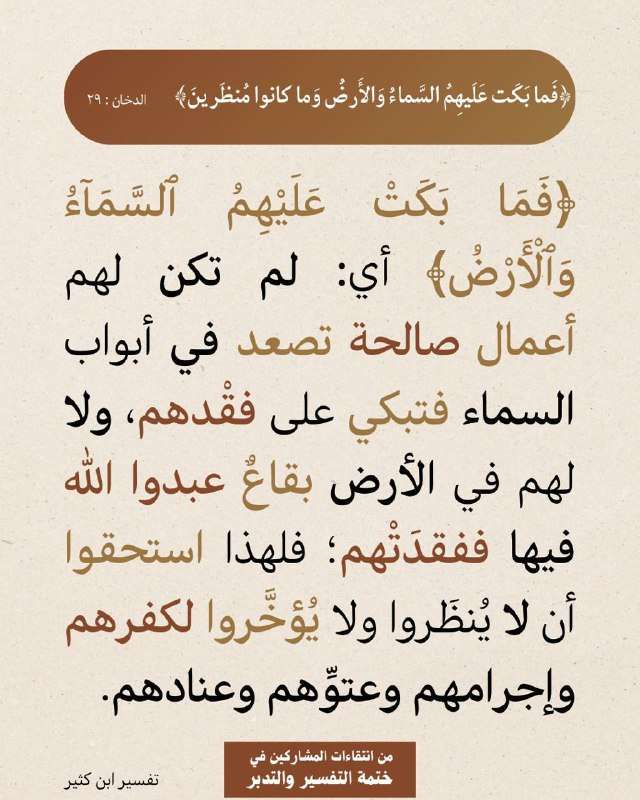 ﴿فَما بَكَت عَلَيهِمُ السَّماءُ وَالأَرضُ وَما كانوا مُنظَرينَ﴾ الدخان : ٢٩
﴿فَمَا بَكَتْ عَلَيْهِمُ ٱلسَّمَآءُ
وَٱلْأَرْضُ﴾ أي: لم تكن لهم
أعمال صالحة تصعد في أبواب
السماء فتبكي على فقْدهم، ولا
لهم في الأرض بقاعٌ عبدوا الله
فيها ففقدَتْهم؛ فلهذا استحقوا
أن لا يُنظَروا ولا يُؤخَّروا لكفرهم
وإجرامهم وعتوِّهم وعنادهم.
من انتقاءات المشاركين في
ختمة التفسير والتدبر
تفسير ابن كثير